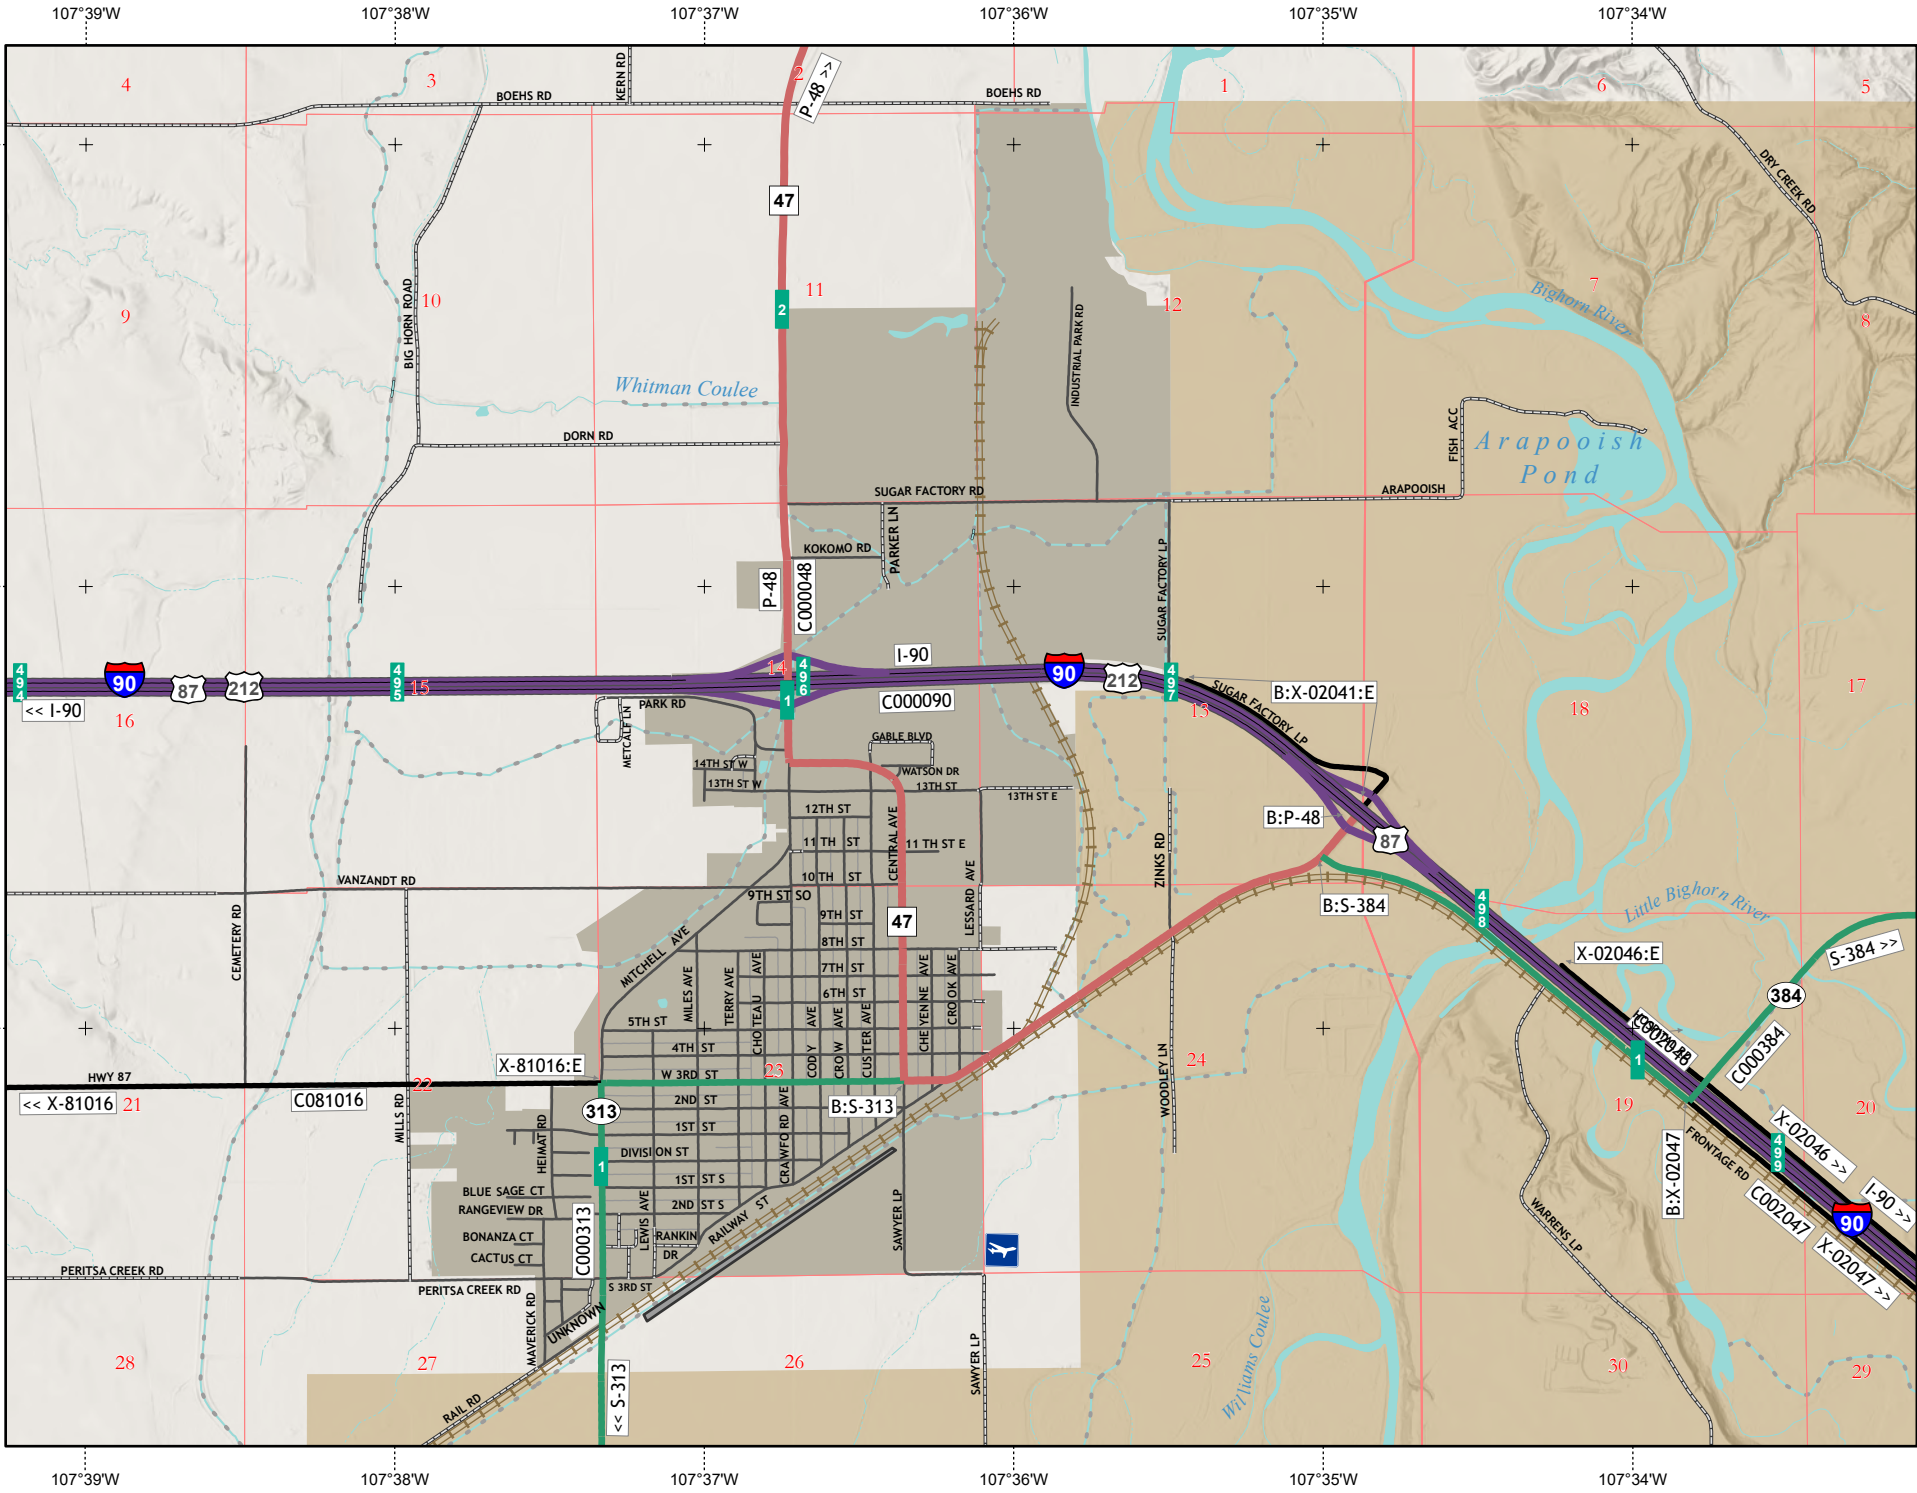 107°39'W
107°38'W
107°37'W
107°36'W
107°35'W
107°34'W
4
3
KERN RD
2
P-48 >>
1
6
5
BOEHS RD
BOEHS RD
DRY CREEK RD
47
9
BIG HORN ROAD
10
2
11
INDUSTRIAL PARK RD
12
7
Bighorn River
8
Whitman Coulee
DORN RD
FISH ACC
Arapooish
Pond
SUGAR FACTORY RD
ARAPOOISH
PARKER LN
KOKOMO RD
P-48
C000048
SUGAR FACTORY LP
494
90
87
212
495
15
14
496
I-90
90
212
497
<< I-90
16
1
C000090
SUGAR FACTORY LP
B:X-02041:E
13
18
17
PARK RD
METCALF LN
GABLE BLVD
14TH ST W
WATSON DR
13TH ST W
13TH ST
13TH ST E
12TH ST
B:P-48
87
11 TH ST
11 TH ST E
CENTRAL AVE
ZINKS RD
VANZANDT RD
10 TH ST
9TH ST SO
LESSARD AVE
B:S-384
498
Little Bighorn River
9TH ST
47
CEMETERY RD
MITCHELL AVE
8TH ST
X-02046:E
S-384 >>
7TH ST
MILES AVE
TERRY AVE
CHOTEAU AVE
6TH ST
CHEYENNE AVE
CROOK AVE
384
5TH ST
CODY AVE
CROW AVE
CUSTER AVE
C002046
4TH ST
X-81016:E
1
C000384
HWY 87
W 3RD ST
23
24
WOODLEY LN
22
<< X-81016
21
C081016
MILLS RD
313
2ND ST
B:S-313
19
20
1ST ST
CRAWFORD AVE
HEIMAT RD
DIVISION ST
X-02046 >>
499
FRONTAGE RD
B:X-02047
1
1ST ST S
BLUE SAGE CT
RANGEVIEW DR
2ND ST S
LEWIS AVE
RAILWAY ST
SAWYER LP
WARRENS LP
C002047
I-90 >>
90
BONANZA CT
C000313
RANKIN
DR
CACTUS CT
X-02047 >>
PERITSA CREEK RD
PERITSA CREEK RD
S 3RD ST
UNKNOWN
MAVERICK RD
SAWYER LP
Williams Coulee
28
27
26
25
30
29
<< S-313
RAIL RD
107°39'W
107°38'W
107°37'W
107°36'W
107°35'W
107°34'W